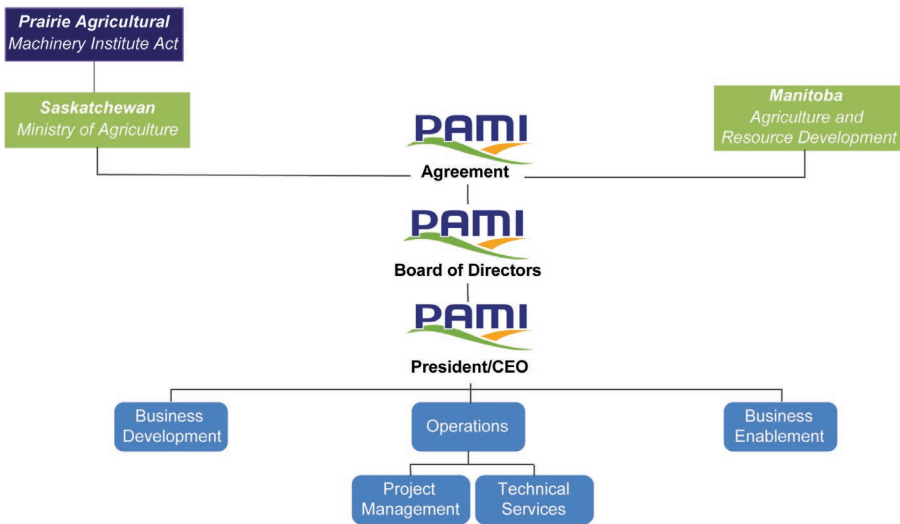 Prairie Agricultural
Machinery Institute Act
Saskatchewan
Ministry of Agriculture
Manitoba
Agriculture and
Resource Development
PAMI
Agreement
PAMI
Board of Directors
PAMI
President/CEO
Business
Development
Operations
Business
Enablement
Project
Management
Technical
Services